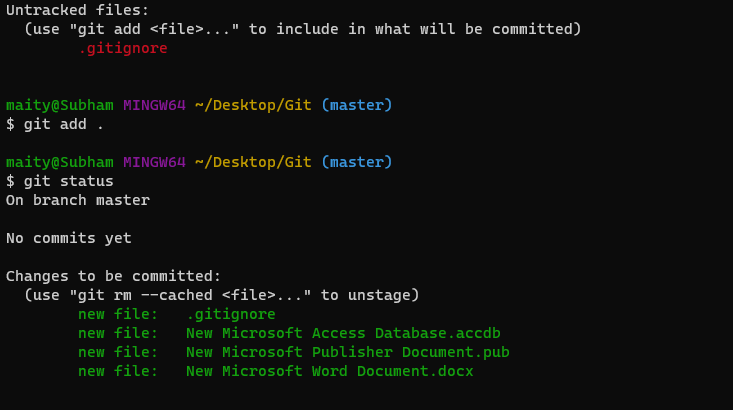 Untracked files:
  (use "git add <file>..." to include in what will be committed)
        .gitignore
maity@Subham MINGW64 ~/Desktop/Git (master)
$ git add .
maity@Subham MINGW64 ~/Desktop/Git (master)
$ git status
On branch master
No commits yet
Changes to be committed:
  (use "git rm --cached <file>..." to unstage)
        new file:   .gitignore
        new file:   New Microsoft Access Database.accdb
        new file:   New Microsoft Publisher Document.pub
        new file:   New Microsoft Word Document.docx